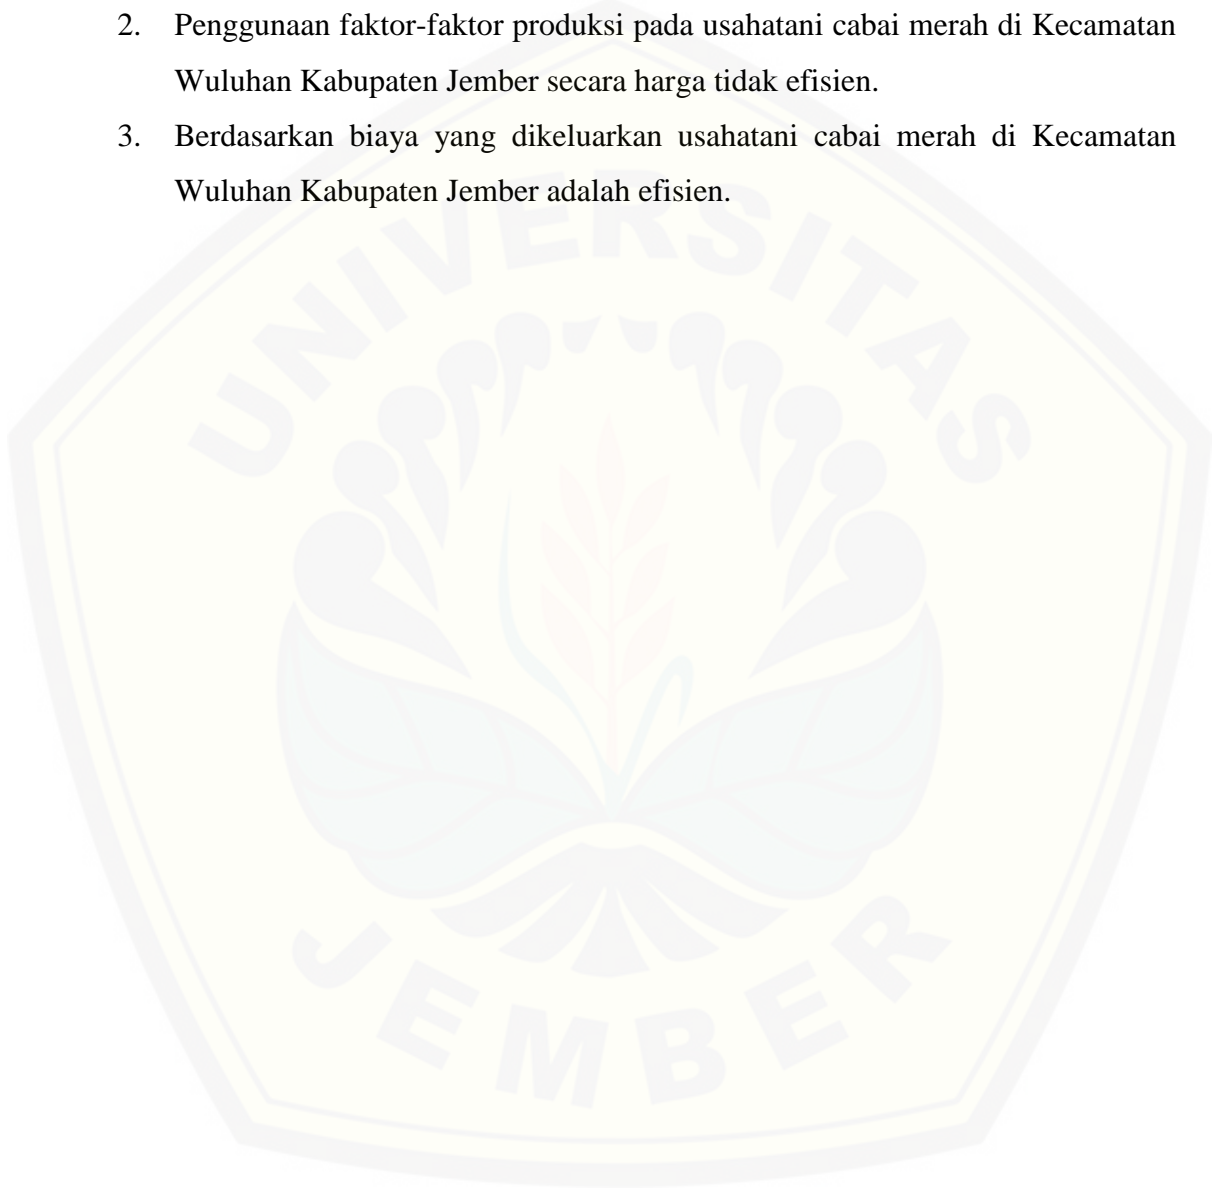 2. Penggunaan faktor-faktor produksi pada usahatani cabai merah di Kecamatan
Wuluhan Kabupaten Jember secara harga tidak efisien.
3. Berdasarkan biaya yang dikeluarkan usahatani cabai merah di Kecamatan
Wuluhan Kabupaten Jember adalah efisien.
UNIVERSITAS
JEMBER